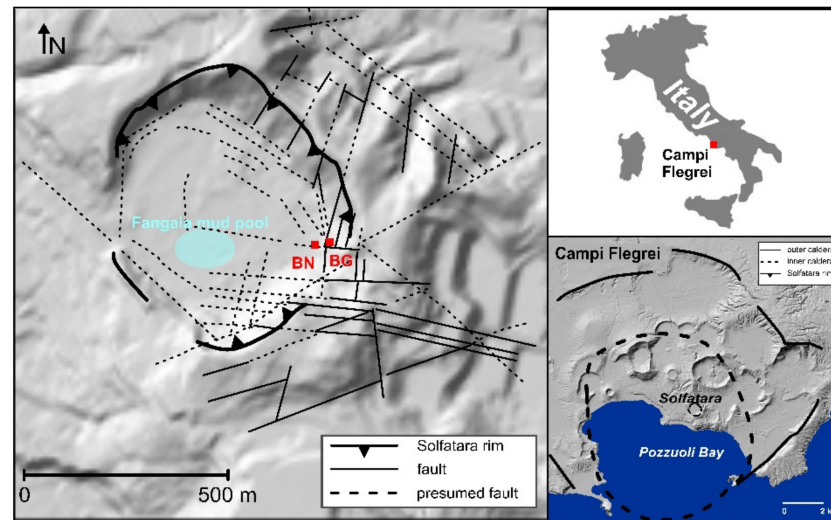 N
Fangaia mud pool
BN
BG
Solfatara rim
fault
presumed fault
0
500 m
Italy
Campi
Flegrei
Campi Flegrei
outer caldera
inner caldera
Solfatara rim
Solfatara
Pozzuoli Bay
0
2 k